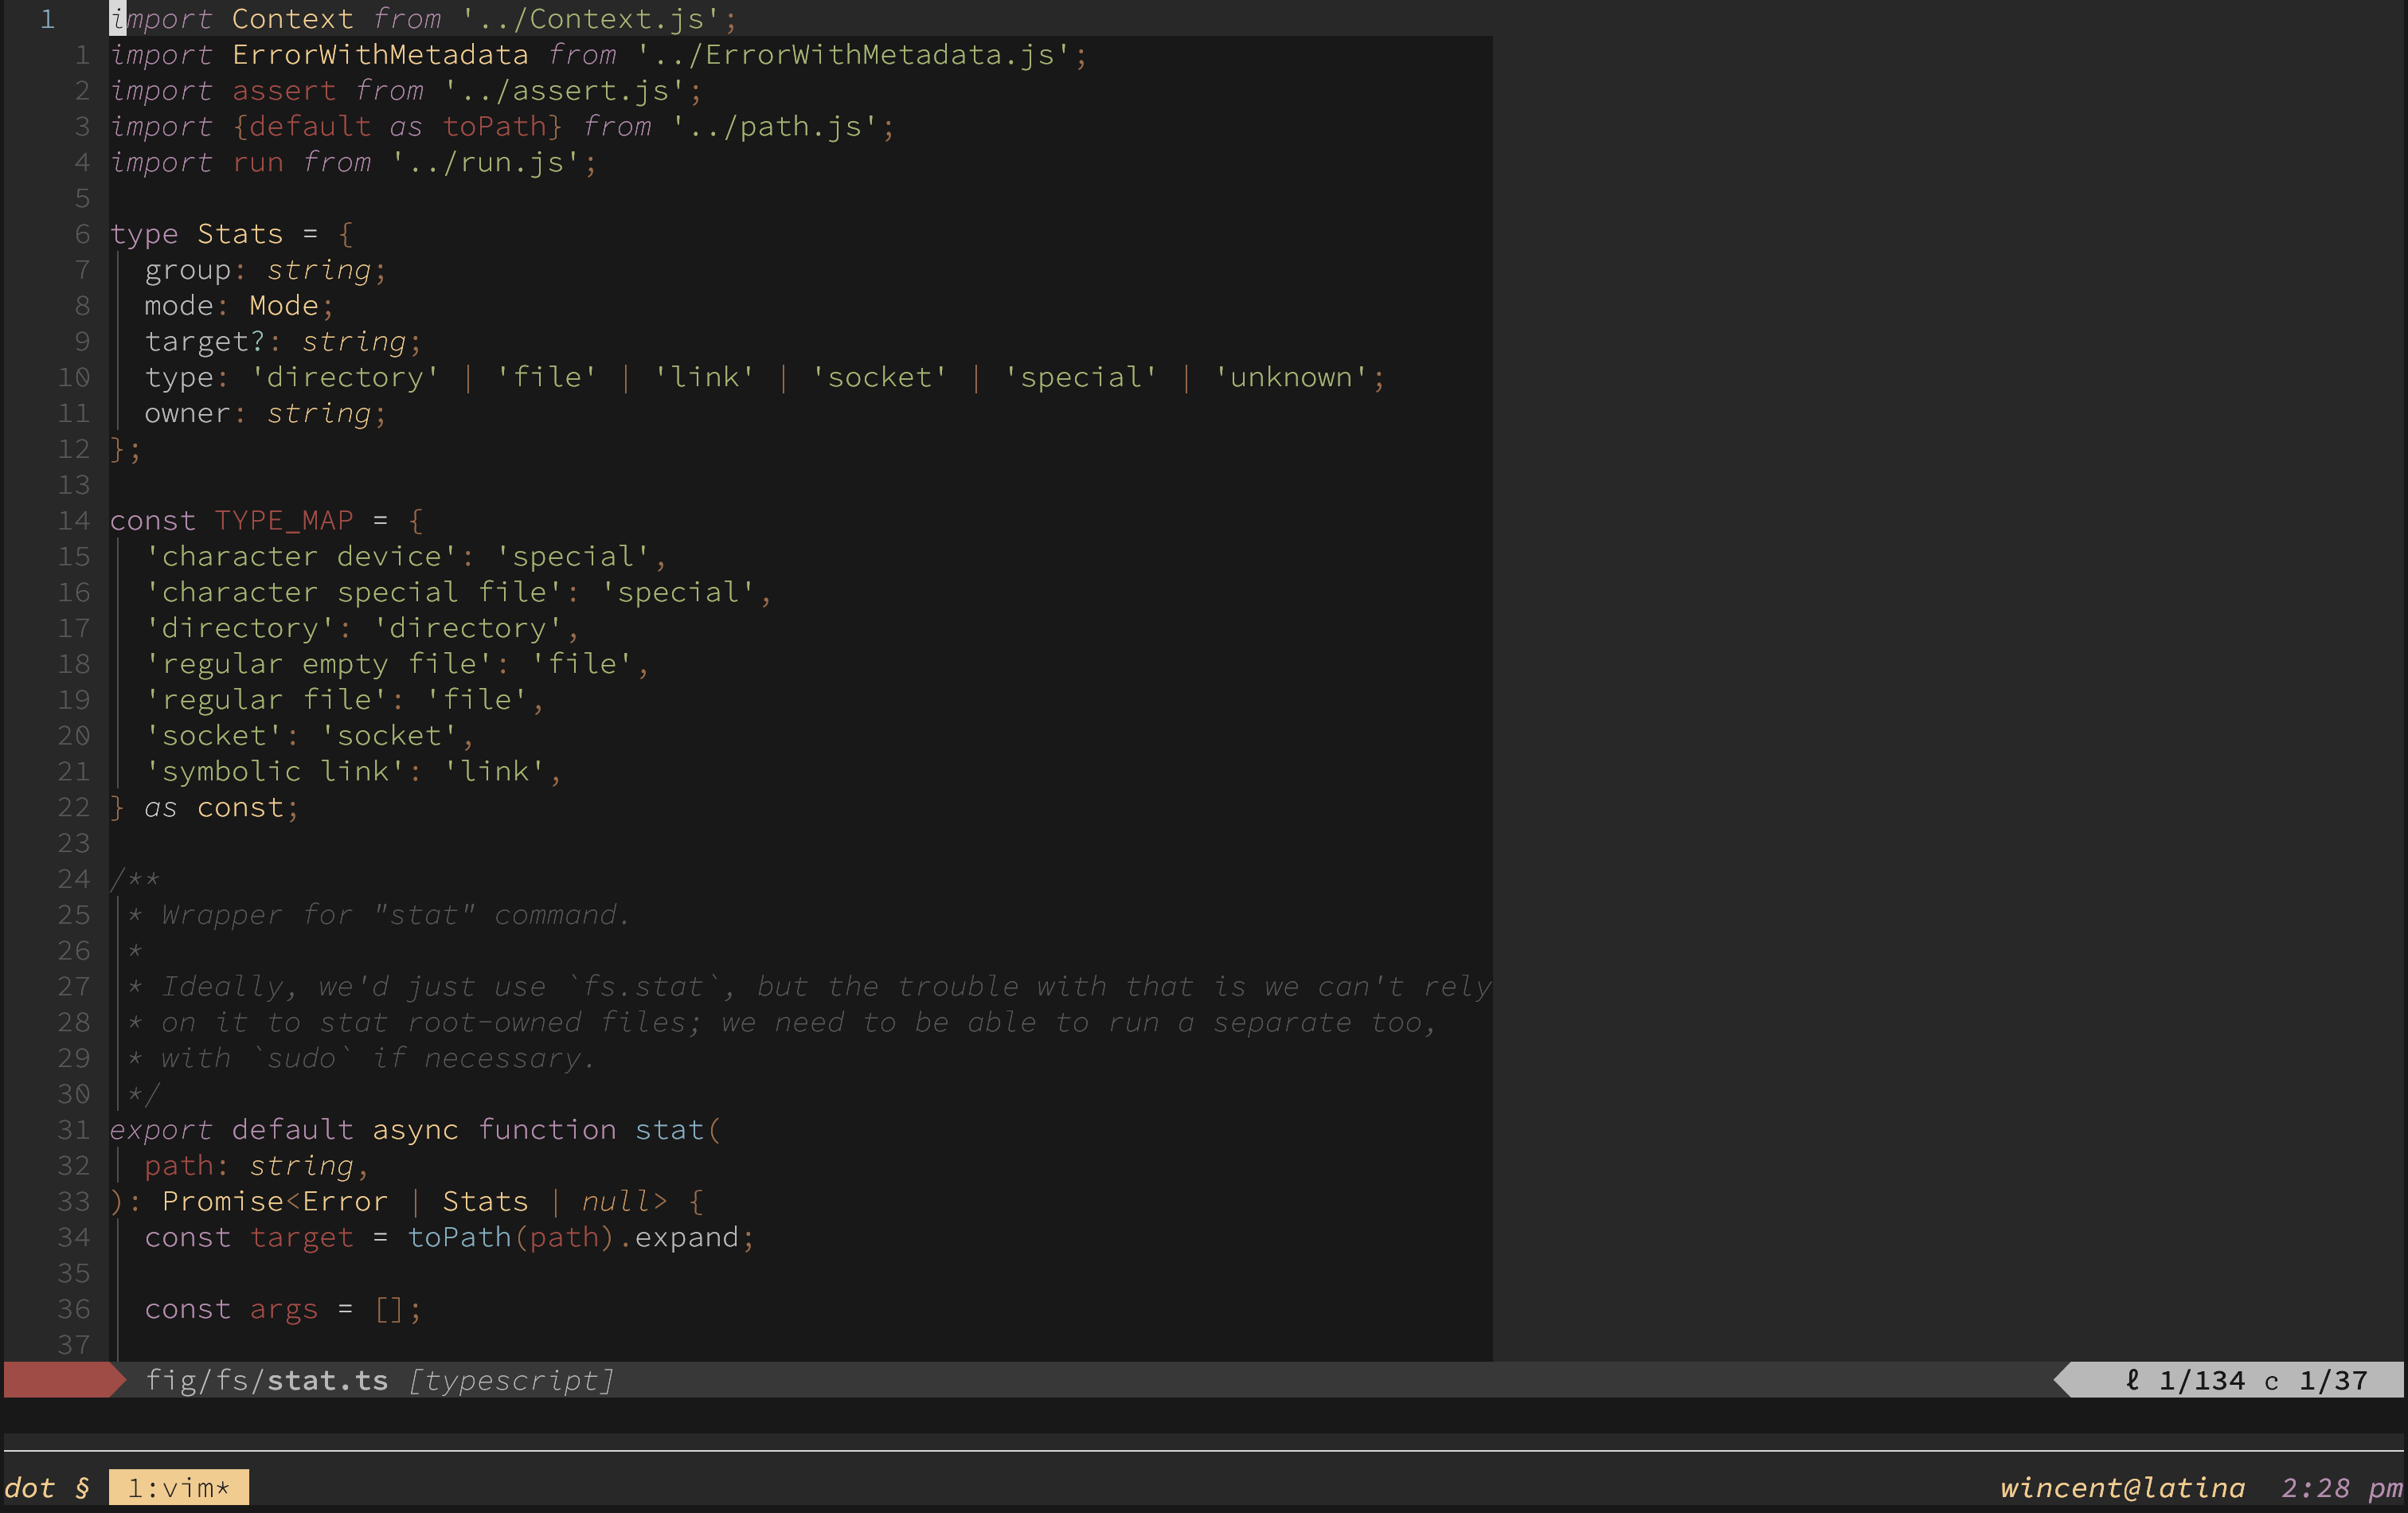 1 import Context from '../Context.js';
1 import ErrorWithMetadata from '../ErrorWithMetadata.js';
2 import assert from '../assert.js';
3 import {default as toPath} from '../path.js';
4 import run from '../run.js';
5
6 type Stats = {
7 group: string;
8 mode: Mode;
9 target?: string;
10 type: 'directory' | 'file' | 'link' | 'socket' | 'special' | 'unknown';
11 owner: string;
12 };
13
14 const TYPE_MAP = {
15 'character device': 'special',
16 'character special file': 'special',
17 'directory': 'directory',
18 'regular empty file': 'file',
19 'regular file': 'file',
20 'socket': 'socket',
21 'symbolic link': 'link',
22 } as const;
23
24 /**
25 * Wrapper for "stat" command.
26 *
27 * Ideally, we'd just use `fs.stat`, but the trouble with that is we can't rely
28 * on it to stat root-owned files; we need to be able to run a separate too,
29 * with `sudo` if necessary.
30 */
31 export default async function stat(
32 path: string,
33 ): Promise<Error | Stats | null> {
34 const target = toPath(path).expand;
35
36 const args = [];
37
fig/fs/stat.ts [typescript] ℓ 1/134 c 1/37
dot § 1:vim* wincent@latina 2:28 pm